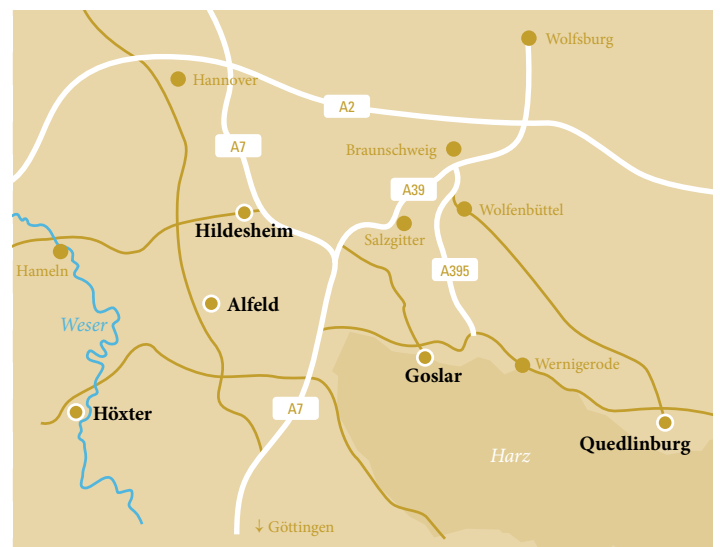 Wolfsburg
Hannover
A2
A7
Braunschweig
A39
Wolfenbüttel
Hildesheim
Salzgitter
Hameln
A395
Alfeld
Weser
Wernigerode
Goslar
A7
Höxter
Quedlinburg
Harz
↓ Göttingen